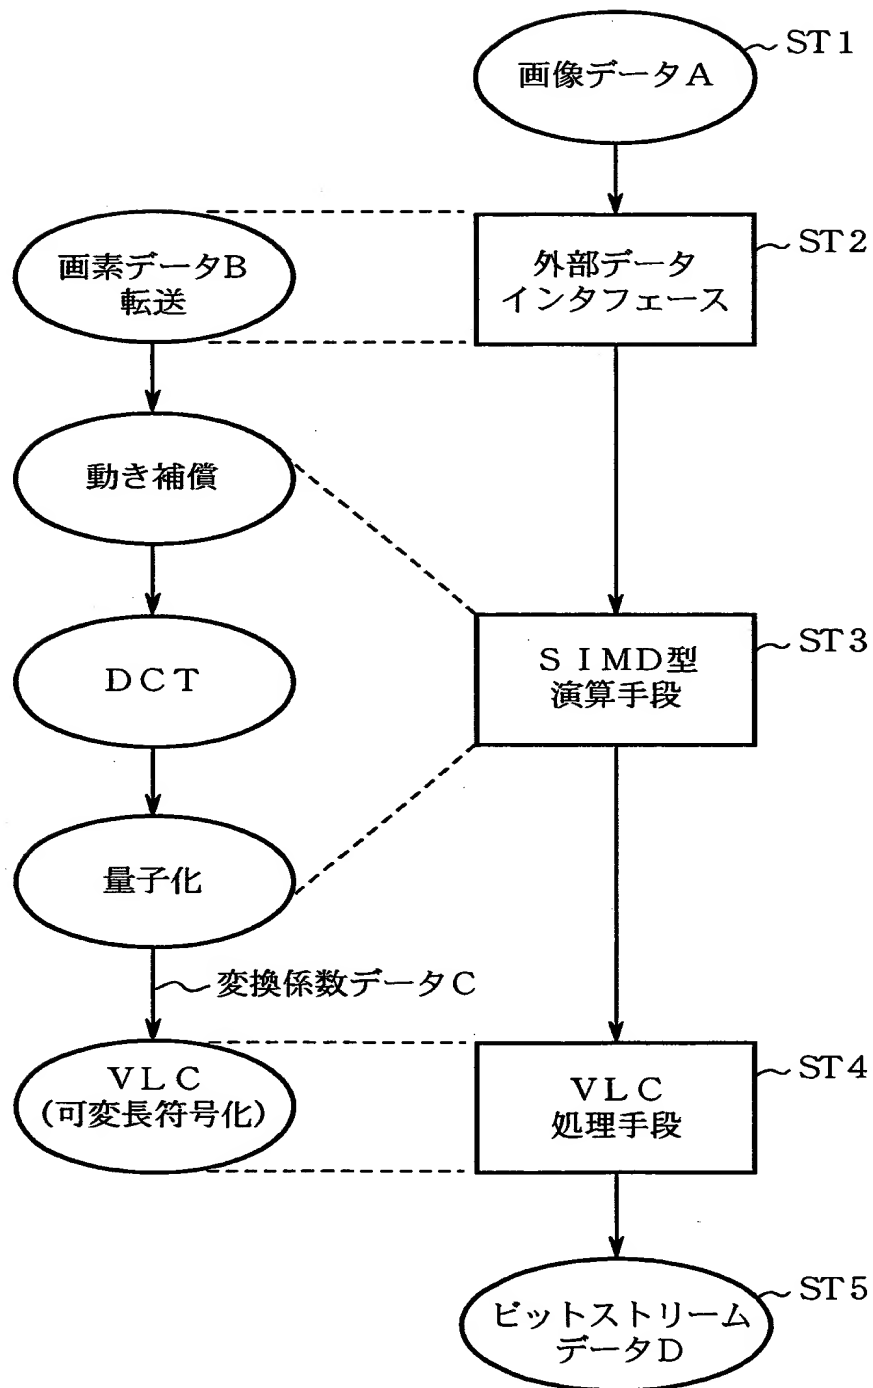 画像データA
ST1
画素データB
転送
外部データ
インタフェース
ST2
動き補償
DCT
SIMD型
演算手段
ST3
量子化
変換係数データC
VLC
(可変長符号化)
VLC
処理手段
ST4
ビットストリーム
データD
ST5